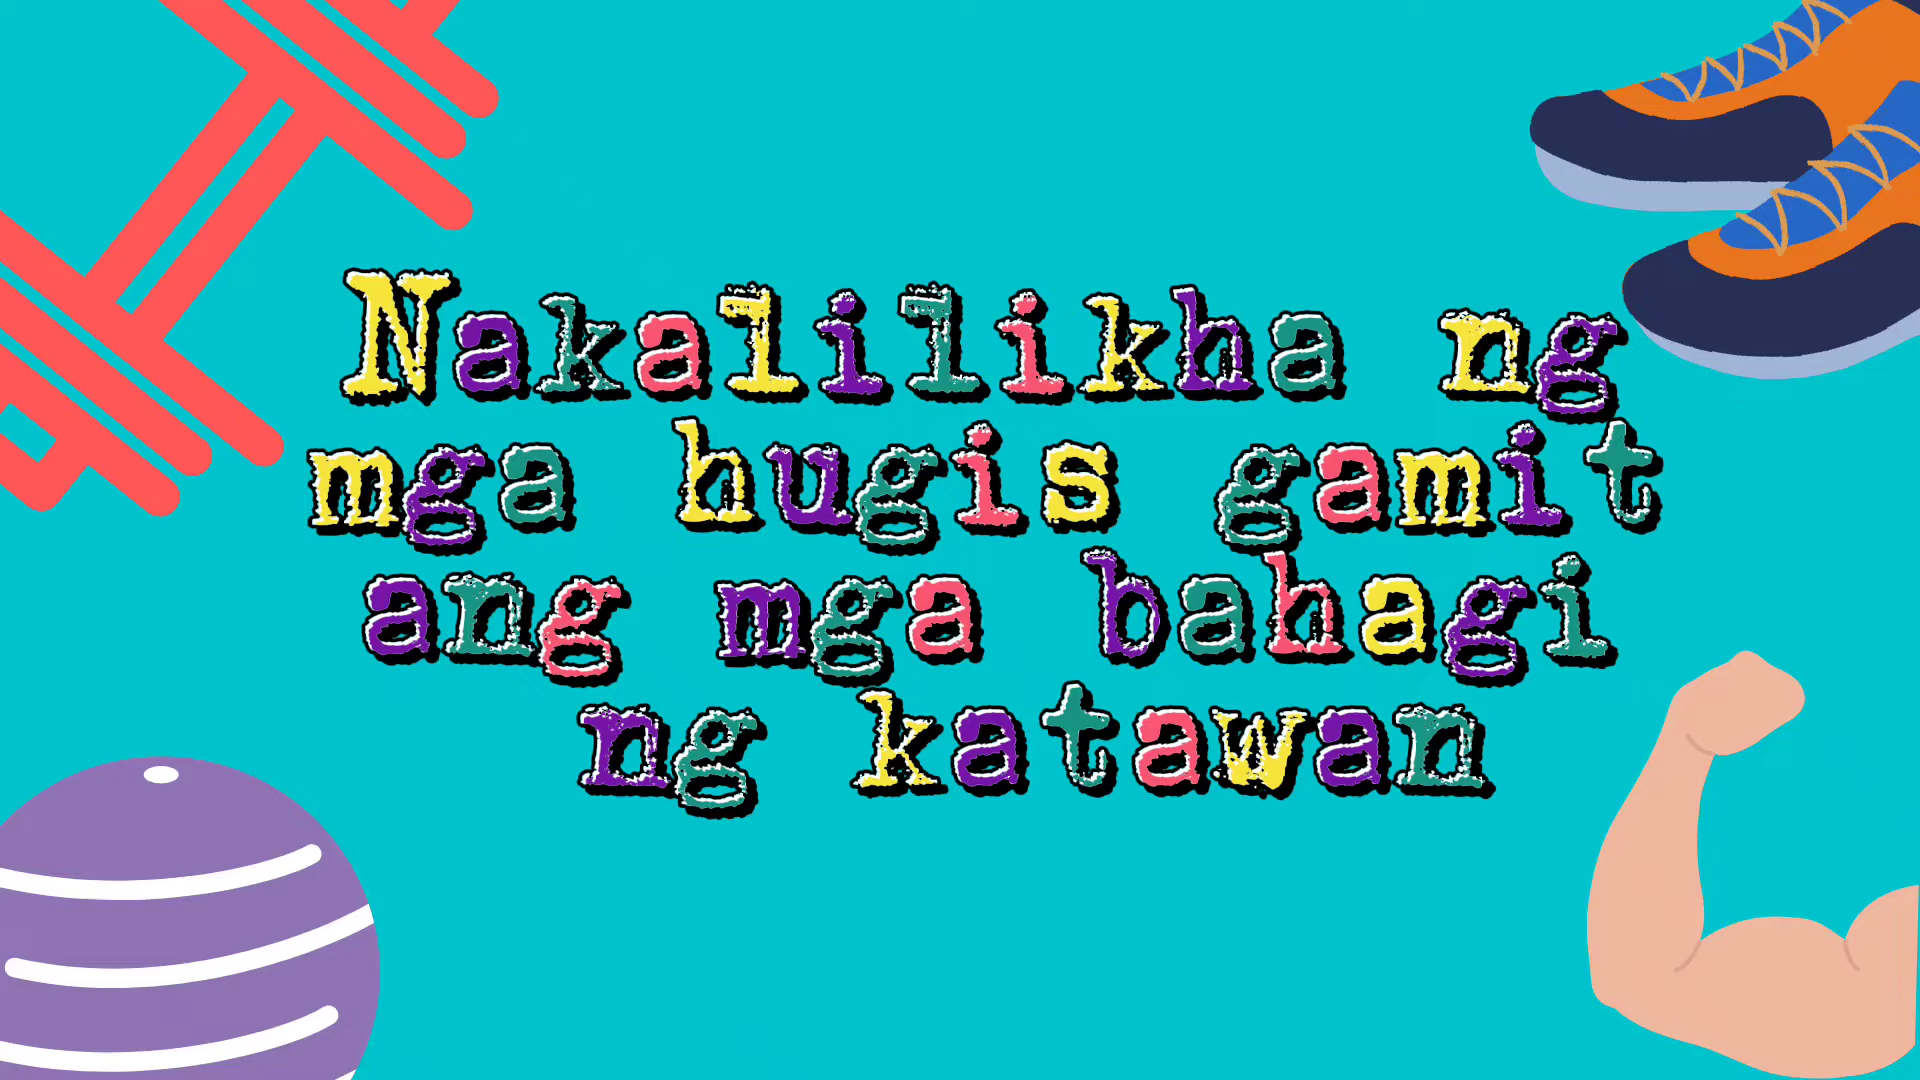 Nakalilikha ng
mga hugis gamit
ang mga bahagi
ng katawan